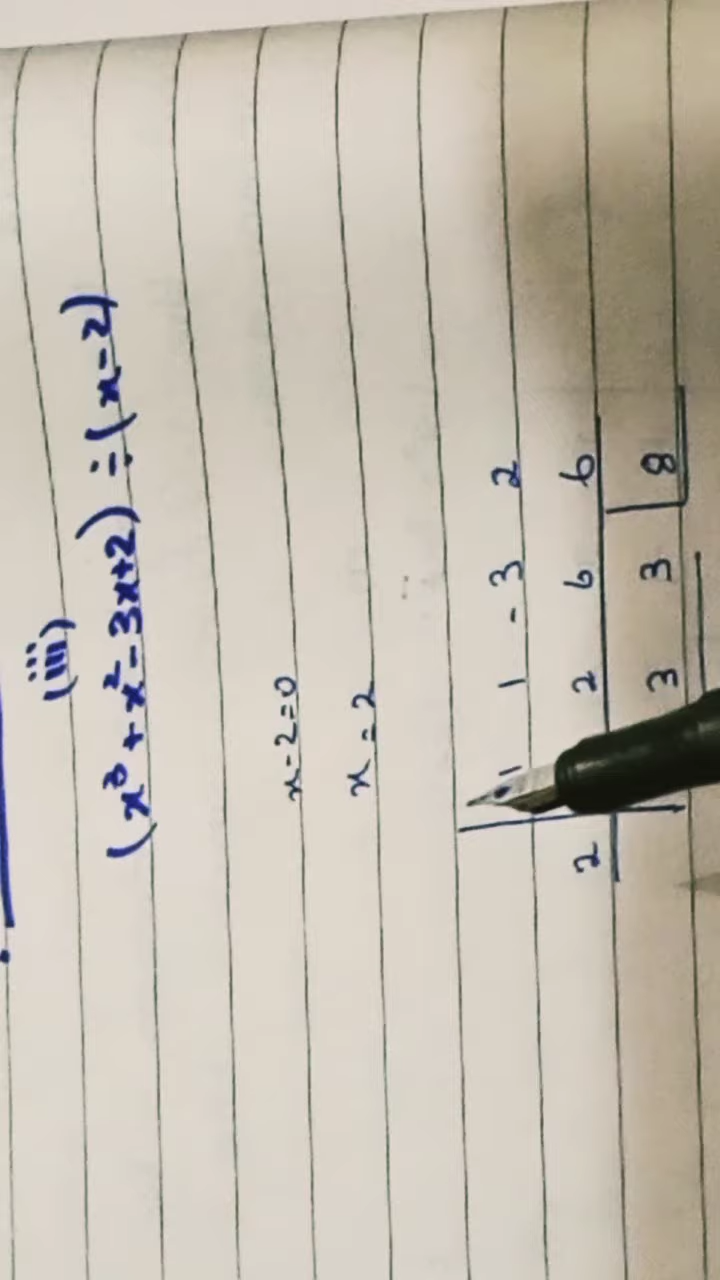 (iii)
(x³ + x² - 3x+2) ÷ (x-2)
x-2=0
x = 2
1 1 -3 2
2 2 6 6
3 3 8